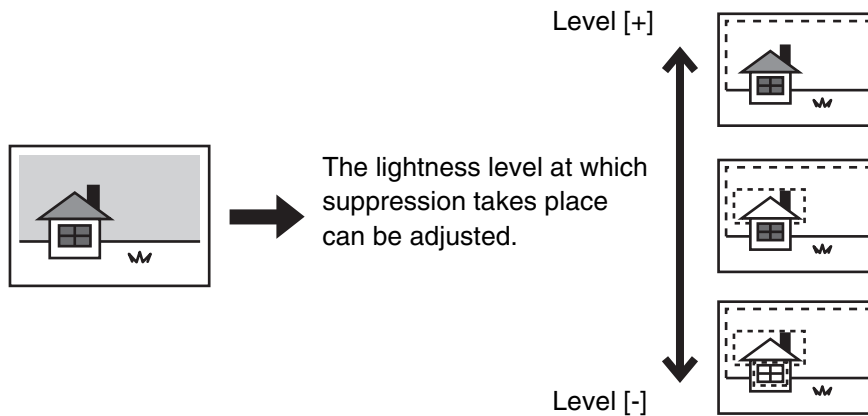 Level [+]
The lightness level at which
suppression takes place
can be adjusted.
Level [-]